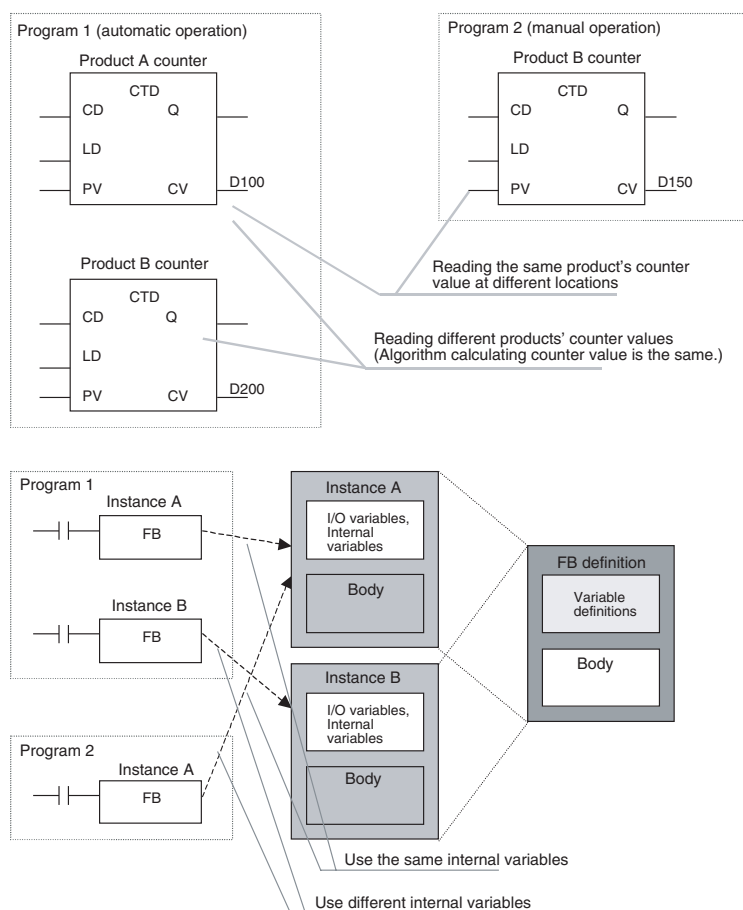 Program 1 (automatic operation)
Product A counter
CTD
CD Q
LD
PV CV D100
Product B counter
CTD
CD Q
LD
PV CV D200
Program 2 (manual operation)
Product B counter
CTD
CD Q
LD
PV CV D150
Reading the same product's counter
value at different locations
Reading different products' counter values
(Algorithm calculating counter value is the same.)
Program 1
Instance A
FB
Instance B
FB
Program 2
Instance A
FB
Instance A
I/O variables,
Internal
variables
Body
Instance B
I/O variables,
Internal
variables
Body
FB definition
Variable
definitions
Body
Use the same internal variables
Use different internal variables